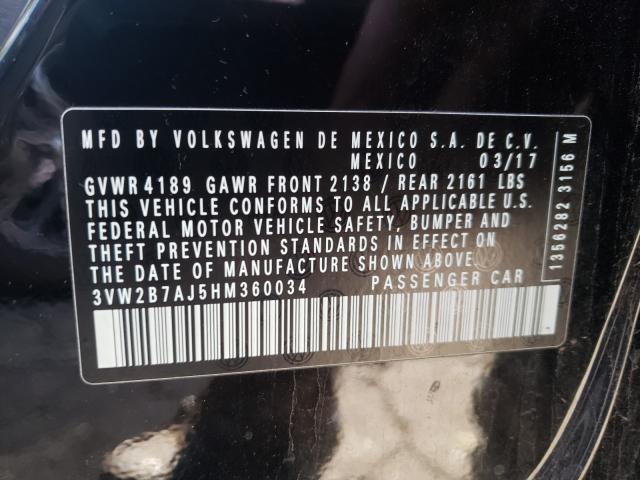 MFD BY VOLKSWAGEN DE MEXICO S.A. DE C.V.
MEXICO 03/17
GVWR 4189 GAWR FRONT 2138 / REAR 2161 LBS
THIS VEHICLE CONFORMS TO ALL APPLICABLE U.S.
FEDERAL MOTOR VEHICLE SAFETY, BUMPER AND
THEFT PREVENTION STANDARDS IN EFFECT ON
THE DATE OF MANUFACTURE SHOWN ABOVE.
3VW2B7AJ5HM360034 PASSENGER CAR
1356282 3156 M